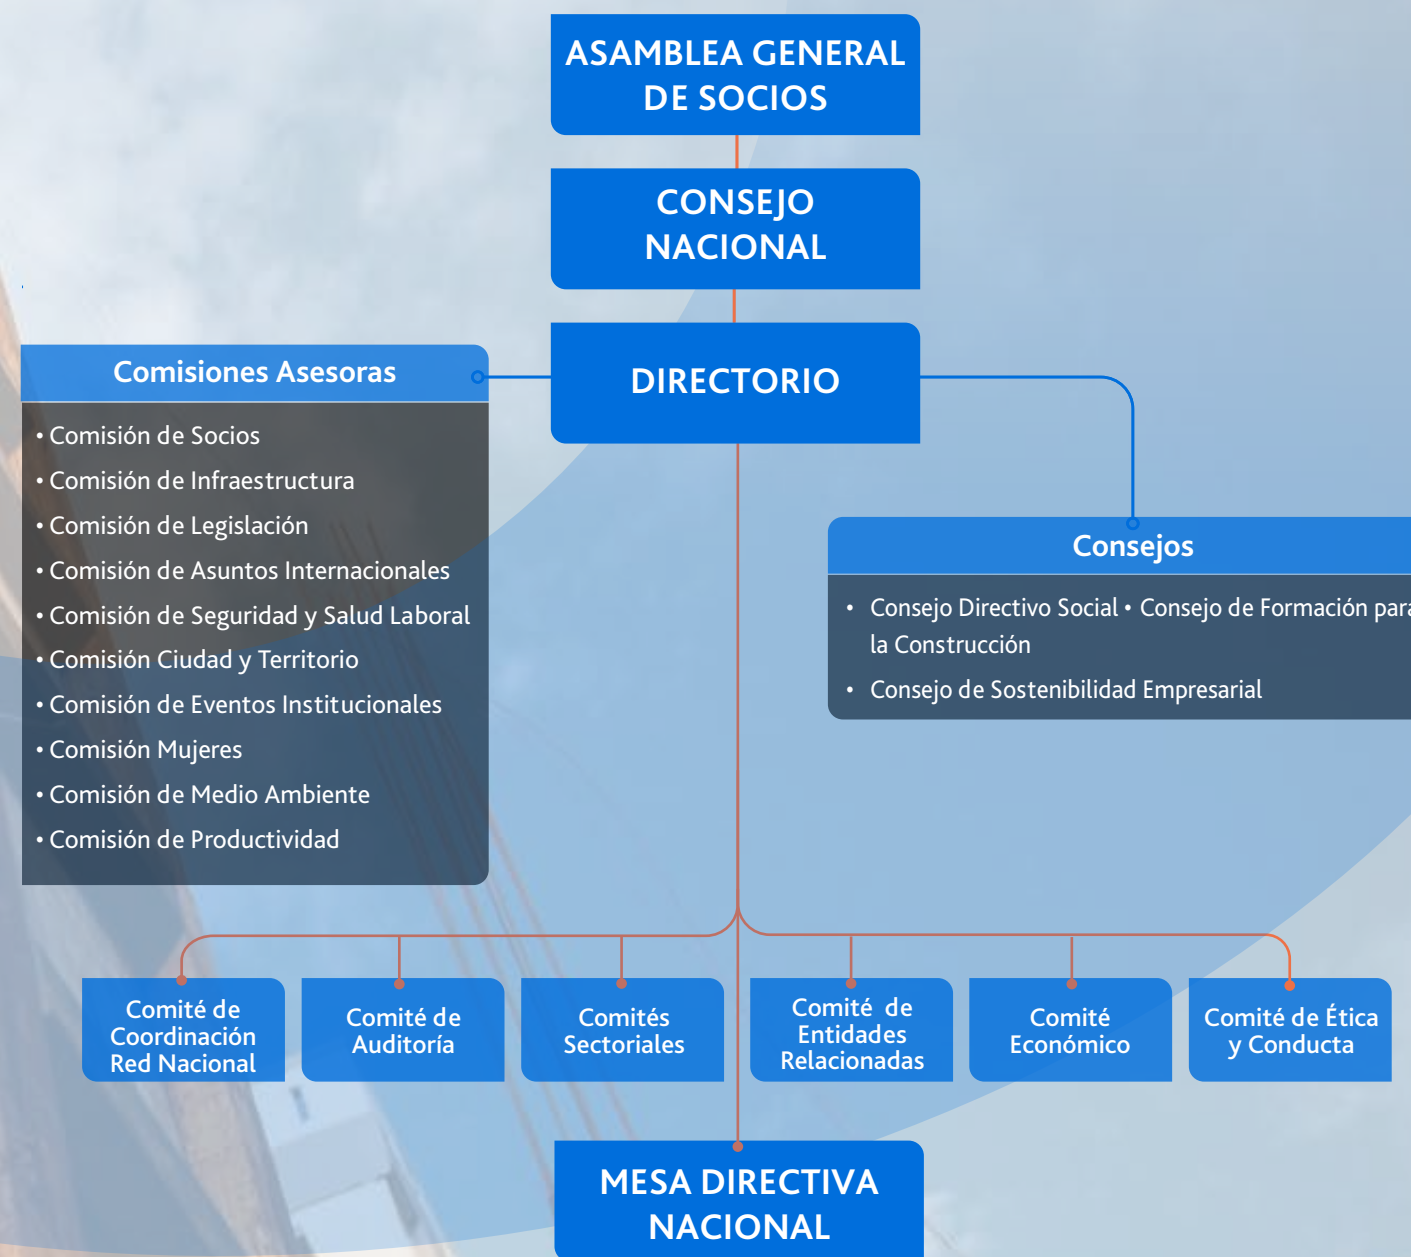 ASAMBLEA GENERAL
DE SOCIOS
CONSEJO
NACIONAL
DIRECTORIO
Comisiones Asesoras
• Comisión de Socios
• Comisión de Infraestructura
• Comisión de Legislación
• Comisión de Asuntos Internacionales
• Comisión de Seguridad y Salud Laboral
• Comisión Ciudad y Territorio
• Comisión de Eventos Institucionales
• Comisión Mujeres
• Comisión de Medio Ambiente
• Comisión de Productividad
Consejos
• Consejo Directivo Social • Consejo de Formación para
la Construcción
• Consejo de Sostenibilidad Empresarial
Comité de
Coordinación
Red Nacional
Comité de
Auditoría
Comités
Sectoriales
Comité de
Entidades
Relacionadas
Comité
Económico
Comité de Ética
y Conducta
MESA DIRECTIVA
NACIONAL